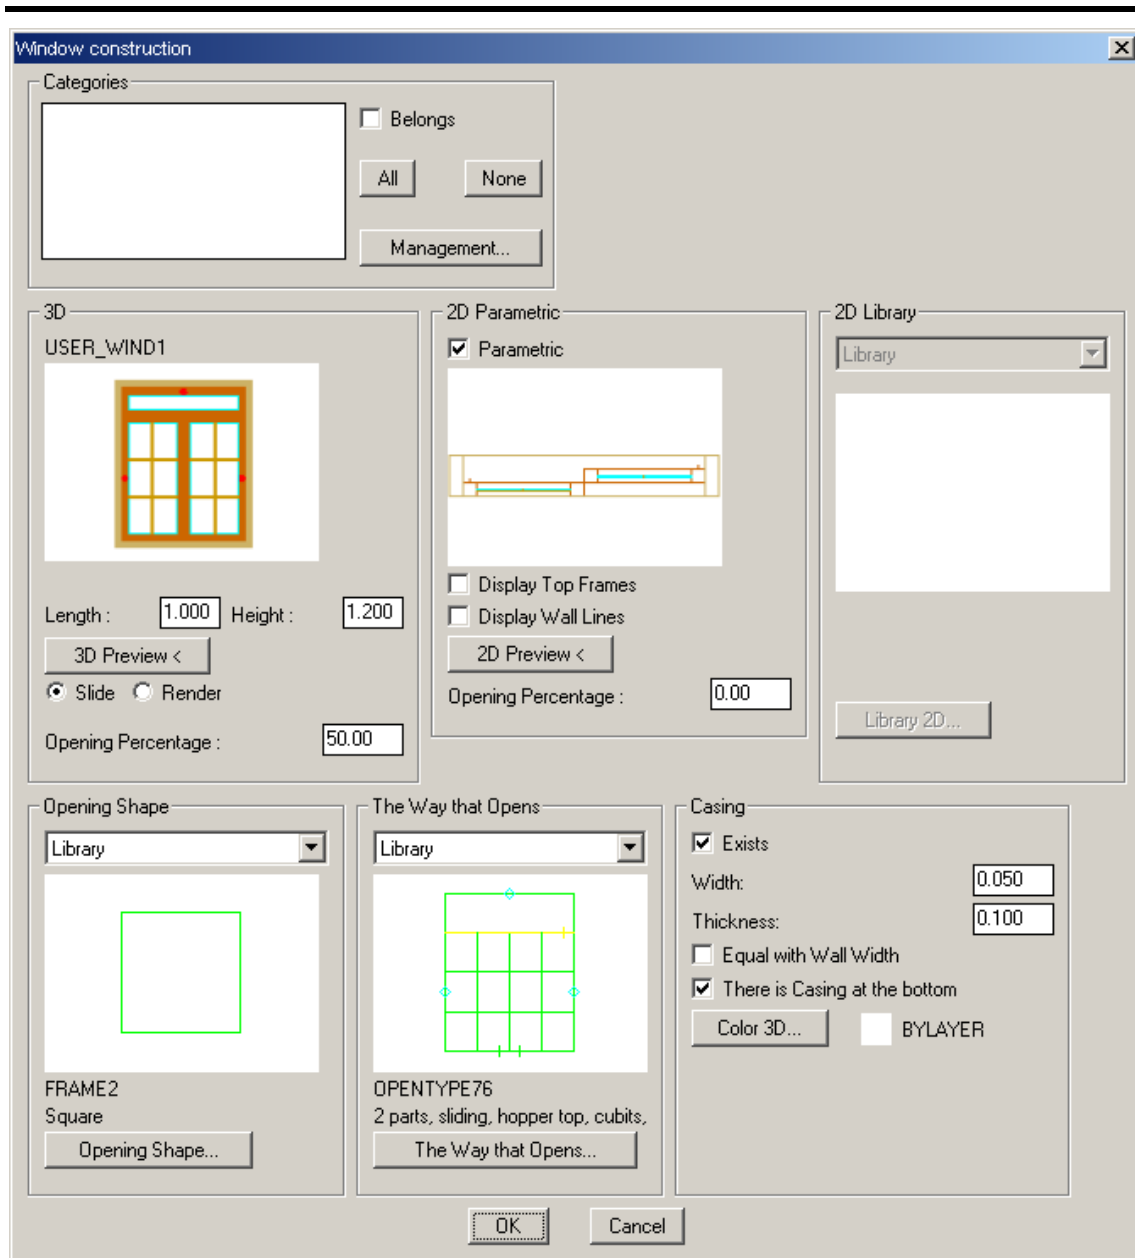 Window construction
Categories
Belongs
All
None
Management...
3D
USER_WIND1
Length :
1.000
Height :
1.200
3D Preview <
Slide
Render
Opening Percentage :
50.00
2D Parametric
Parametric
Display Top Frames
Display Wall Lines
2D Preview <
Opening Percentage :
0.00
2D Library
Library
Library 2D...
Opening Shape
Library
FRAME2
Square
Opening Shape...
The Way that Opens
Library
OPENTYPE76
2 parts, sliding, hopper top, cubits,
The Way that Opens...
Casing
Exists
Width:
0.050
Thickness:
0.100
Equal with Wall Width
There is Casing at the bottom
Color 3D...
BYLAYER
OK
Cancel